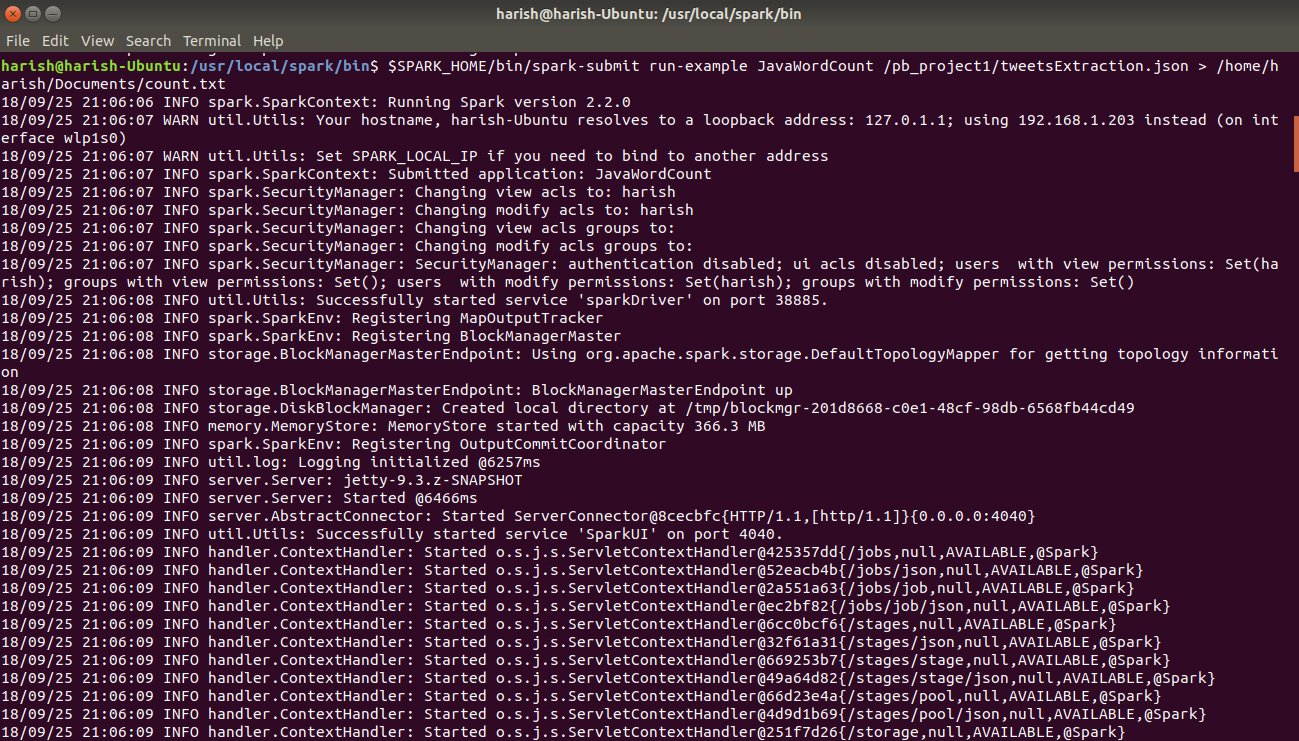 harish@harish-Ubuntu: /usr/local/spark/bin
File Edit View Search Terminal Help
harish@harish-Ubuntu:/usr/local/spark/bin$ $SPARK_HOME/bin/spark-submit run-example JavaWordCount /pb_project1/tweetsExtraction.json > /home/h
arish/Documents/count.txt
18/09/25 21:06:06 INFO spark.SparkContext: Running Spark version 2.2.0
18/09/25 21:06:07 WARN util.Utils: Your hostname, harish-Ubuntu resolves to a loopback address: 127.0.1.1; using 192.168.1.203 instead (on int
erface wlp1s0)
18/09/25 21:06:07 WARN util.Utils: Set SPARK_LOCAL_IP if you need to bind to another address
18/09/25 21:06:07 INFO spark.SparkContext: Submitted application: JavaWordCount
18/09/25 21:06:07 INFO spark.SecurityManager: Changing view acls to: harish
18/09/25 21:06:07 INFO spark.SecurityManager: Changing modify acls to: harish
18/09/25 21:06:07 INFO spark.SecurityManager: Changing view acls groups to:
18/09/25 21:06:07 INFO spark.SecurityManager: Changing modify acls groups to:
18/09/25 21:06:07 INFO spark.SecurityManager: SecurityManager: authentication disabled; ui acls disabled; users  with view permissions: Set(ha
rish); groups with view permissions: Set(); users  with modify permissions: Set(harish); groups with modify permissions: Set()
18/09/25 21:06:08 INFO util.Utils: Successfully started service 'sparkDriver' on port 38885.
18/09/25 21:06:08 INFO spark.SparkEnv: Registering MapOutputTracker
18/09/25 21:06:08 INFO spark.SparkEnv: Registering BlockManagerMaster
18/09/25 21:06:08 INFO storage.BlockManagerMasterEndpoint: Using org.apache.spark.storage.DefaultTopologyMapper for getting topology informati
on
18/09/25 21:06:08 INFO storage.BlockManagerMasterEndpoint: BlockManagerMasterEndpoint up
18/09/25 21:06:08 INFO storage.DiskBlockManager: Created local directory at /tmp/blockmgr-201d8668-c0e1-48cf-98db-6568fb44cd49
18/09/25 21:06:08 INFO memory.MemoryStore: MemoryStore started with capacity 366.3 MB
18/09/25 21:06:09 INFO spark.SparkEnv: Registering OutputCommitCoordinator
18/09/25 21:06:09 INFO util.log: Logging initialized @6257ms
18/09/25 21:06:09 INFO server.Server: jetty-9.3.z-SNAPSHOT
18/09/25 21:06:09 INFO server.Server: Started @6466ms
18/09/25 21:06:09 INFO server.AbstractConnector: Started ServerConnector@8cecbfc{HTTP/1.1,[http/1.1]}{0.0.0.0:4040}
18/09/25 21:06:09 INFO util.Utils: Successfully started service 'SparkUI' on port 4040.
18/09/25 21:06:09 INFO handler.ContextHandler: Started o.s.j.s.ServletContextHandler@425357dd{/jobs,null,AVAILABLE,@Spark}
18/09/25 21:06:09 INFO handler.ContextHandler: Started o.s.j.s.ServletContextHandler@52eacb4b{/jobs/json,null,AVAILABLE,@Spark}
18/09/25 21:06:09 INFO handler.ContextHandler: Started o.s.j.s.ServletContextHandler@2a551a63{/jobs/job,null,AVAILABLE,@Spark}
18/09/25 21:06:09 INFO handler.ContextHandler: Started o.s.j.s.ServletContextHandler@ec2bf82{/jobs/job/json,null,AVAILABLE,@Spark}
18/09/25 21:06:09 INFO handler.ContextHandler: Started o.s.j.s.ServletContextHandler@6cc0bcf6{/stages,null,AVAILABLE,@Spark}
18/09/25 21:06:09 INFO handler.ContextHandler: Started o.s.j.s.ServletContextHandler@32f61a31{/stages/json,null,AVAILABLE,@Spark}
18/09/25 21:06:09 INFO handler.ContextHandler: Started o.s.j.s.ServletContextHandler@669253b7{/stages/stage,null,AVAILABLE,@Spark}
18/09/25 21:06:09 INFO handler.ContextHandler: Started o.s.j.s.ServletContextHandler@49a64d82{/stages/stage/json,null,AVAILABLE,@Spark}
18/09/25 21:06:09 INFO handler.ContextHandler: Started o.s.j.s.ServletContextHandler@66d23e4a{/stages/pool,null,AVAILABLE,@Spark}
18/09/25 21:06:09 INFO handler.ContextHandler: Started o.s.j.s.ServletContextHandler@4d9d1b69{/stages/pool/json,null,AVAILABLE,@Spark}
18/09/25 21:06:09 INFO handler.ContextHandler: Started o.s.j.s.ServletContextHandler@251f7d26{/storage,null,AVAILABLE,@Spark}